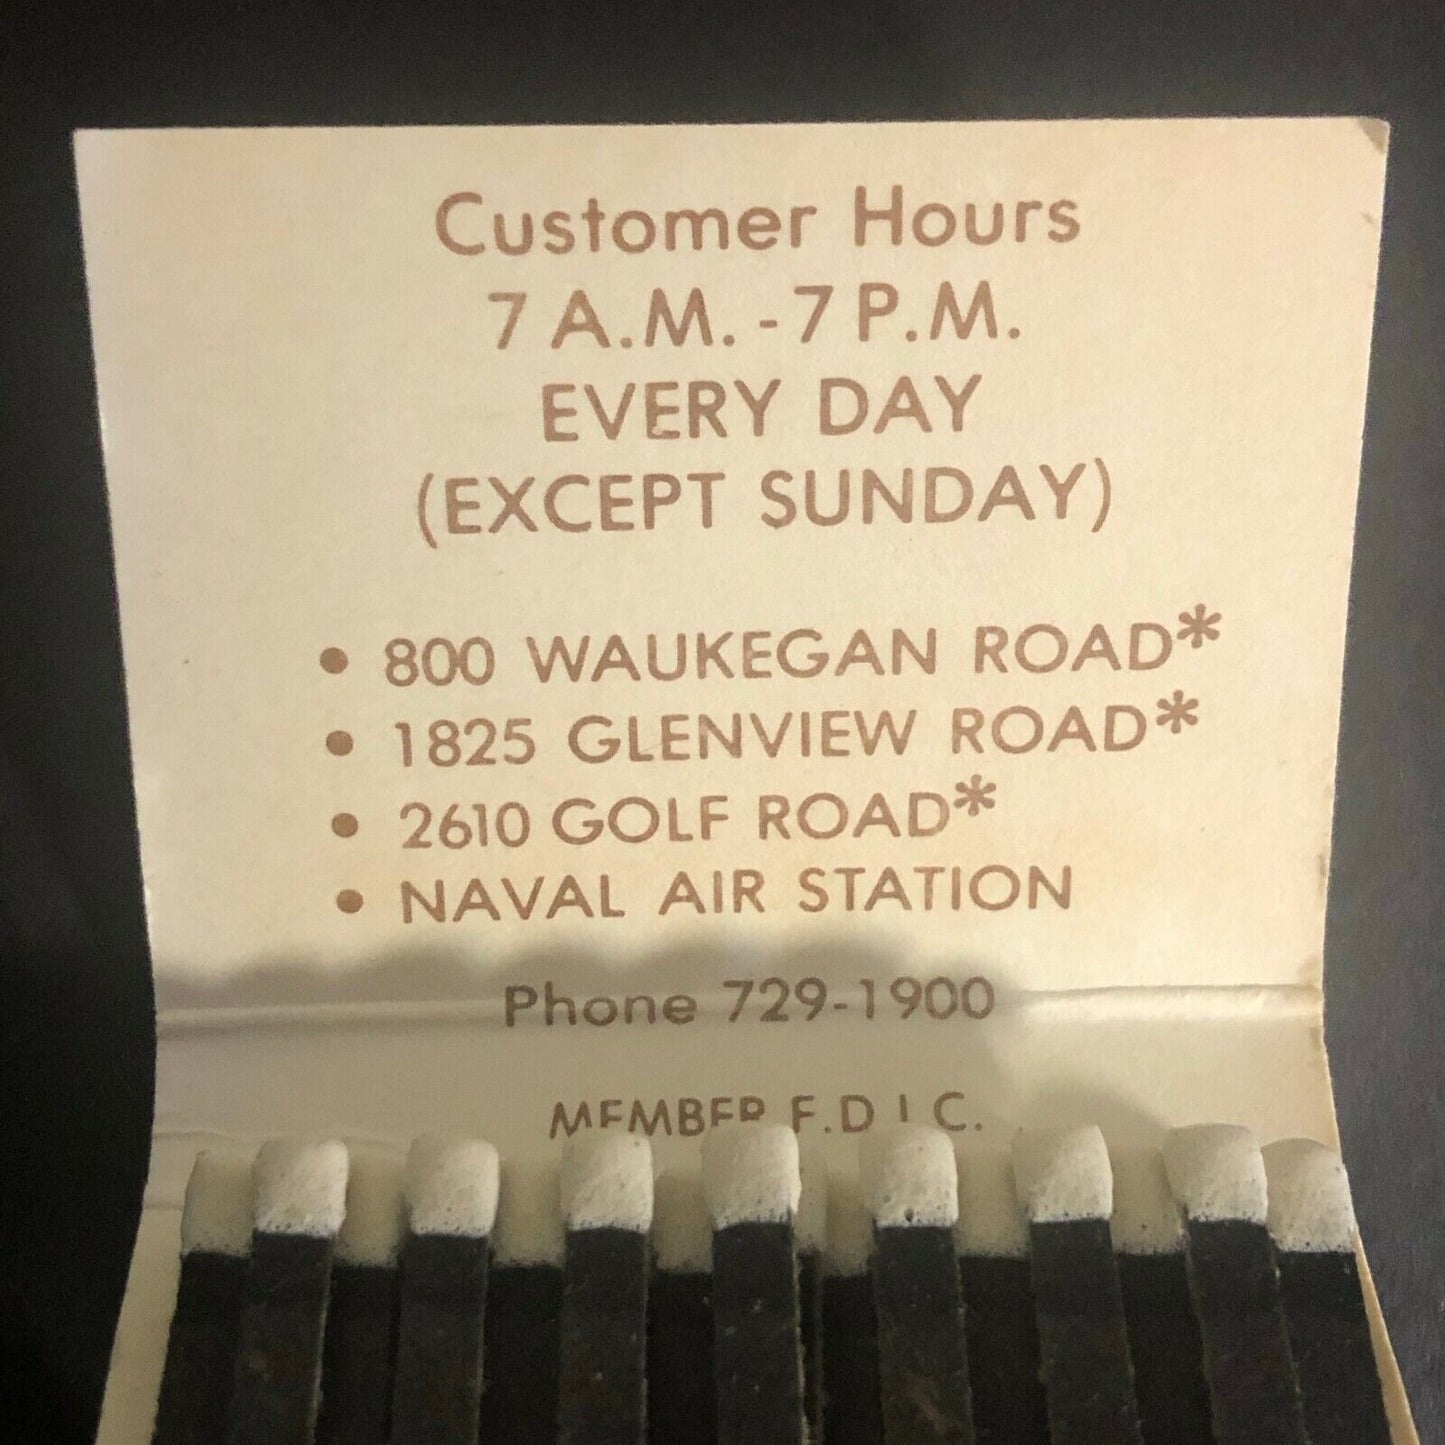 Customer Hours
7 A.M. - 7 P.M.
EVERY DAY
(EXCEPT SUNDAY)
• 800 WAUKEGAN ROAD*
• 1825 GLENVIEW ROAD*
• 2610 GOLF ROAD*
• NAVAL AIR STATION
Phone 729-1900
MEMBER F.D.I.C.